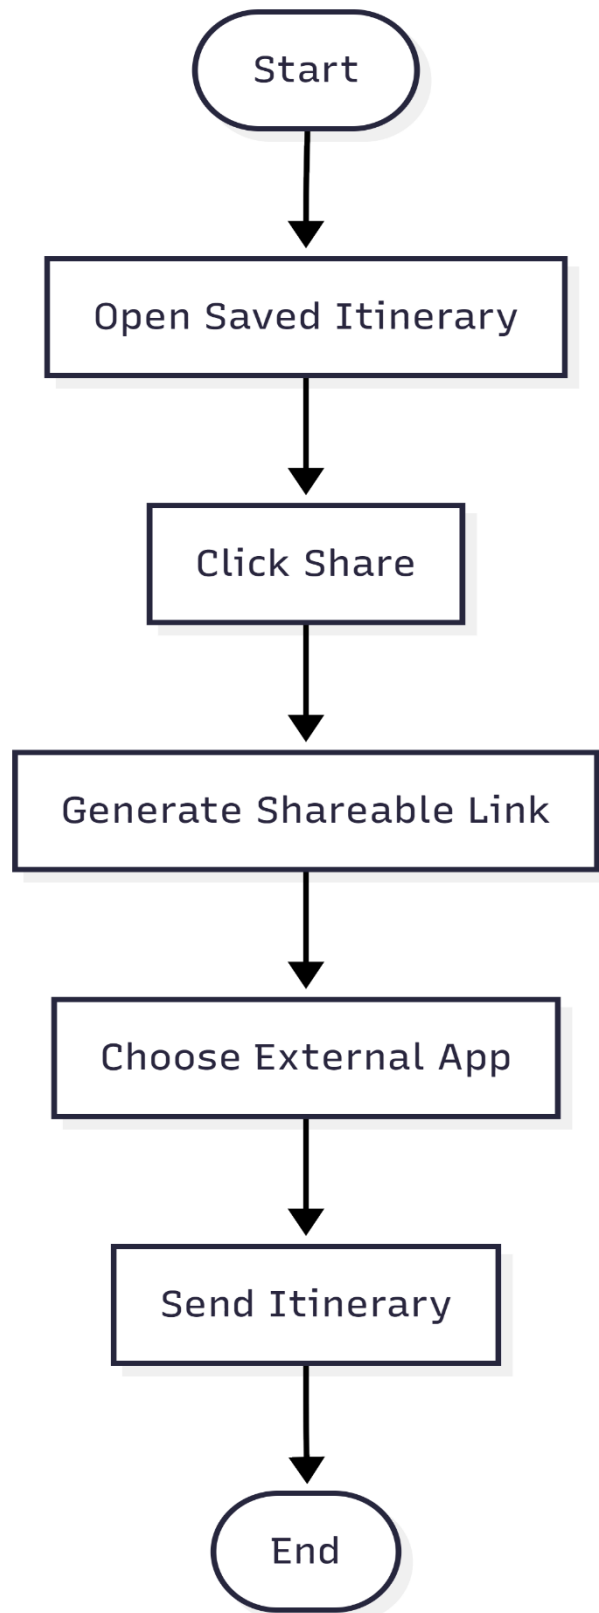 Start
Open Saved Itinerary
Click Share
Generate Shareable Link
Choose External App
Send Itinerary
End